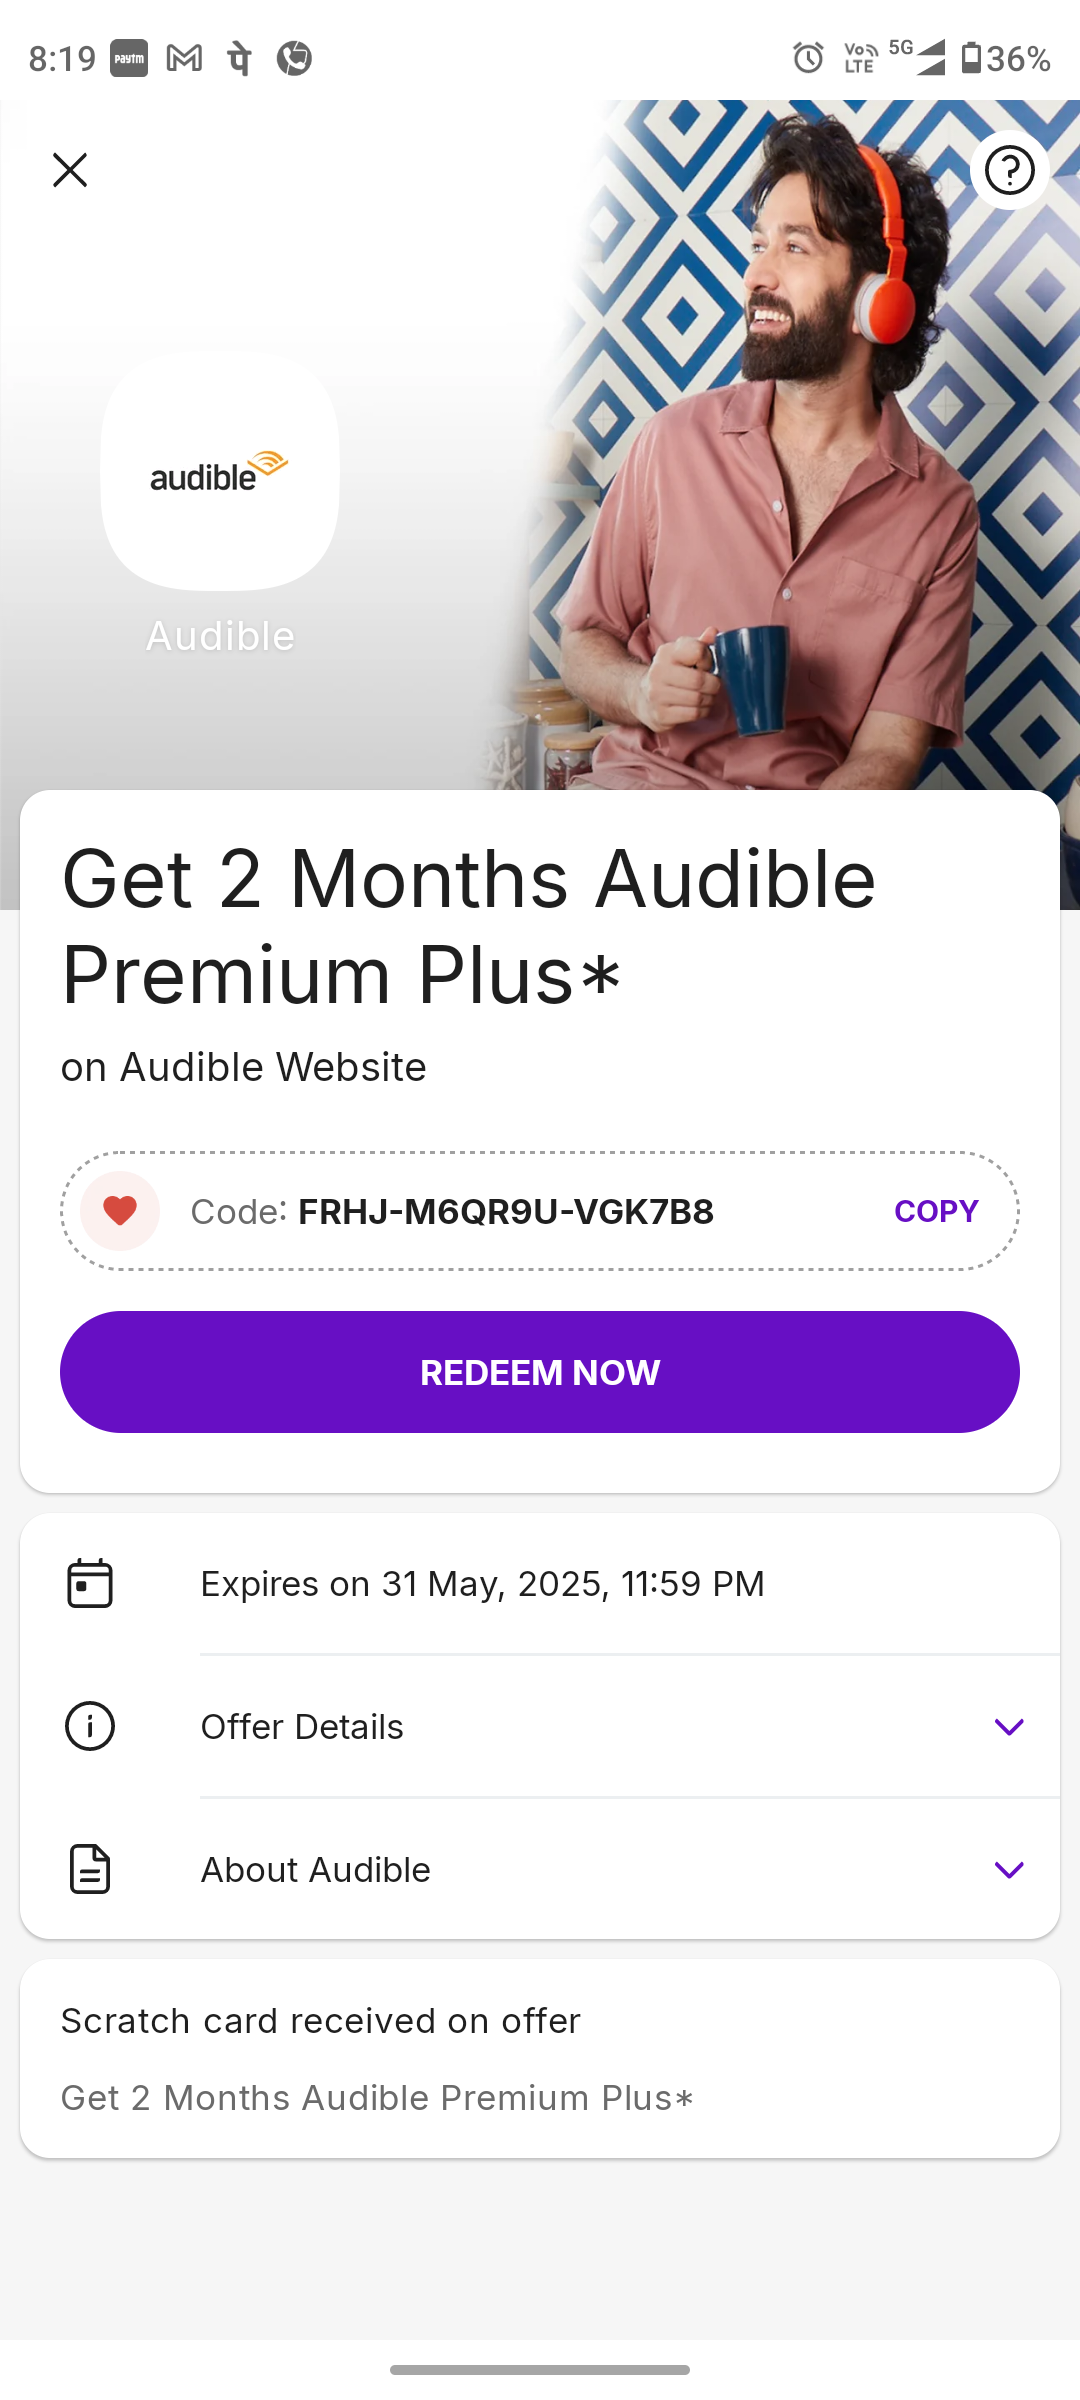 8:19 paytm पे Vo LTE 5G 36%
audible
Audible
Get 2 Months Audible
Premium Plus*
on Audible Website
Code: FRHJ-M6QR9U-VGK7B8 COPY
REDEEM NOW
Expires on 31 May, 2025, 11:59 PM
Offer Details
About Audible
Scratch card received on offer
Get 2 Months Audible Premium Plus*